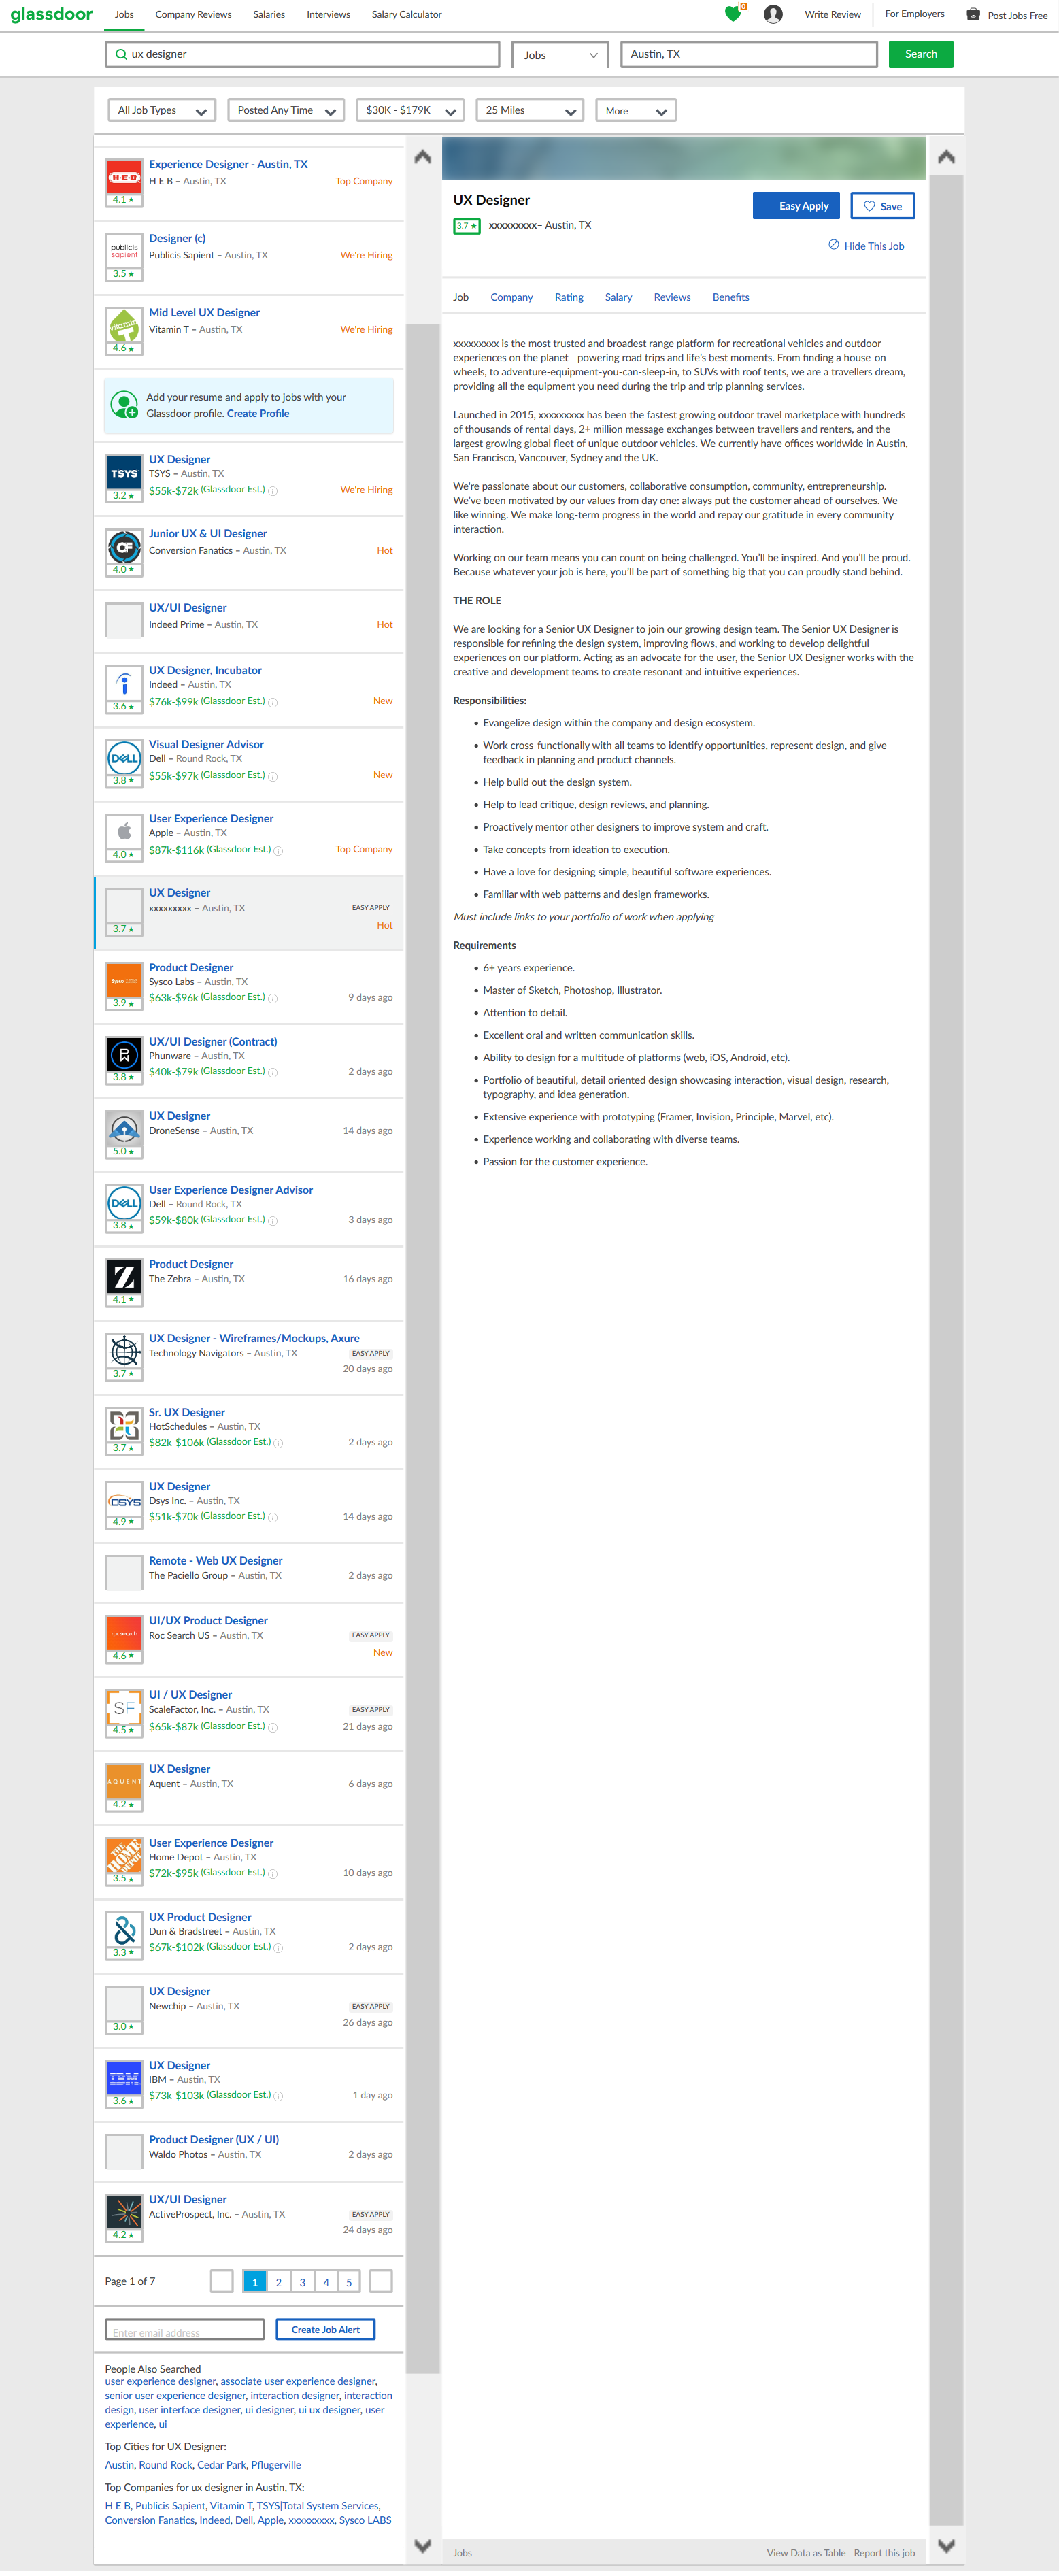 glassdoor Jobs Company Reviews Salaries Interviews Salary Calculator 0 Write Review For Employers Post Jobs Free
ux designer Jobs Austin, TX Search
All Job Types Posted Any Time $30K - $179K 25 Miles More
H-E-B
4.1 ★
Experience Designer - Austin, TX
H E B – Austin, TX Top Company
publicis
sapient
3.5 ★
Designer (c)
Publicis Sapient – Austin, TX We're Hiring
vitamin T
4.6 ★
Mid Level UX Designer
Vitamin T – Austin, TX We're Hiring
Add your resume and apply to jobs with your
Glassdoor profile. Create Profile
TSYS
3.2 ★
UX Designer
TSYS – Austin, TX
$55k-$72k (Glassdoor Est.) We're Hiring
CF
4.0 ★
Junior UX & UI Designer
Conversion Fanatics – Austin, TX Hot
UX/UI Designer
Indeed Prime – Austin, TX Hot
i
3.6 ★
UX Designer, Incubator
Indeed – Austin, TX
$76k-$99k (Glassdoor Est.) New
DELL
3.8 ★
Visual Designer Advisor
Dell – Round Rock, TX
$55k-$97k (Glassdoor Est.) New
4.0 ★
User Experience Designer
Apple – Austin, TX
$87k-$116k (Glassdoor Est.) Top Company
3.7 ★
UX Designer
xxxxxxxxx – Austin, TX EASY APPLY
Hot
Sysco LABS
3.9 ★
Product Designer
Sysco Labs – Austin, TX
$63k-$96k (Glassdoor Est.) 9 days ago
3.8 ★
UX/UI Designer (Contract)
Phunware – Austin, TX
$40k-$79k (Glassdoor Est.) 2 days ago
5.0 ★
UX Designer
DroneSense – Austin, TX 14 days ago
DELL
3.8 ★
User Experience Designer Advisor
Dell – Round Rock, TX
$59k-$80k (Glassdoor Est.) 3 days ago
Z
4.1 ★
Product Designer
The Zebra – Austin, TX 16 days ago
3.7 ★
UX Designer - Wireframes/Mockups, Axure
Technology Navigators – Austin, TX EASY APPLY
20 days ago
3.7 ★
Sr. UX Designer
HotSchedules – Austin, TX
$82k-$106k (Glassdoor Est.) 2 days ago
DSYS
4.9 ★
UX Designer
Dsys Inc. – Austin, TX
$51k-$70k (Glassdoor Est.) 14 days ago
Remote - Web UX Designer
The Paciello Group – Austin, TX 2 days ago
rocsearch
4.6 ★
UI/UX Product Designer
Roc Search US – Austin, TX EASY APPLY
New
SF
4.5 ★
UI / UX Designer
ScaleFactor, Inc. – Austin, TX EASY APPLY
$65k-$87k (Glassdoor Est.) 21 days ago
AQUENT
4.2 ★
UX Designer
Aquent – Austin, TX 6 days ago
THE HOME DEPOT
3.5 ★
User Experience Designer
Home Depot – Austin, TX
$72k-$95k (Glassdoor Est.) 10 days ago
3.3 ★
UX Product Designer
Dun & Bradstreet – Austin, TX
$67k-$102k (Glassdoor Est.) 2 days ago
3.0 ★
UX Designer
Newchip – Austin, TX EASY APPLY
26 days ago
IBM
3.6 ★
UX Designer
IBM – Austin, TX
$73k-$103k (Glassdoor Est.) 1 day ago
Product Designer (UX / UI)
Waldo Photos – Austin, TX 2 days ago
4.2 ★
UX/UI Designer
ActiveProspect, Inc. – Austin, TX EASY APPLY
24 days ago
Page 1 of 7 1 2 3 4 5
Enter email address Create Job Alert
People Also Searched
user experience designer, associate user experience designer,
senior user experience designer, interaction designer, interaction
design, user interface designer, ui designer, ui ux designer, user
experience, ui
Top Cities for UX Designer:
Austin, Round Rock, Cedar Park, Pflugerville
Top Companies for ux designer in Austin, TX:
H E B, Publicis Sapient, Vitamin T, TSYS|Total System Services,
Conversion Fanatics, Indeed, Dell, Apple, xxxxxxxxx, Sysco LABS
UX Designer Easy Apply Save
3.7 ★ xxxxxxxxx– Austin, TX
Hide This Job
Job Company Rating Salary Reviews Benefits
xxxxxxxxx is the most trusted and broadest range platform for recreational vehicles and outdoor
experiences on the planet - powering road trips and life's best moments. From finding a house-on-
wheels, to adventure-equipment-you-can-sleep-in, to SUVs with roof tents, we are a travellers dream,
providing all the equipment you need during the trip and trip planning services.
Launched in 2015, xxxxxxxxx has been the fastest growing outdoor travel marketplace with hundreds
of thousands of rental days, 2+ million message exchanges between travellers and renters, and the
largest growing global fleet of unique outdoor vehicles. We currently have offices worldwide in Austin,
San Francisco, Vancouver, Sydney and the UK.
We're passionate about our customers, collaborative consumption, community, entrepreneurship.
We've been motivated by our values from day one: always put the customer ahead of ourselves. We
like winning. We make long-term progress in the world and repay our gratitude in every community
interaction.
Working on our team means you can count on being challenged. You'll be inspired. And you'll be proud.
Because whatever your job is here, you'll be part of something big that you can proudly stand behind.
THE ROLE
We are looking for a Senior UX Designer to join our growing design team. The Senior UX Designer is
responsible for refining the design system, improving flows, and working to develop delightful
experiences on our platform. Acting as an advocate for the user, the Senior UX Designer works with the
creative and development teams to create resonant and intuitive experiences.
Responsibilities:
• Evangelize design within the company and design ecosystem.
• Work cross-functionally with all teams to identify opportunities, represent design, and give
feedback in planning and product channels.
• Help build out the design system.
• Help to lead critique, design reviews, and planning.
• Proactively mentor other designers to improve system and craft.
• Take concepts from ideation to execution.
• Have a love for designing simple, beautiful software experiences.
• Familiar with web patterns and design frameworks.
Must include links to your portfolio of work when applying
Requirements
• 6+ years experience.
• Master of Sketch, Photoshop, Illustrator.
• Attention to detail.
• Excellent oral and written communication skills.
• Ability to design for a multitude of platforms (web, iOS, Android, etc).
• Portfolio of beautiful, detail oriented design showcasing interaction, visual design, research,
typography, and idea generation.
• Extensive experience with prototyping (Framer, Invision, Principle, Marvel, etc).
• Experience working and collaborating with diverse teams.
• Passion for the customer experience.
Jobs View Data as Table Report this job